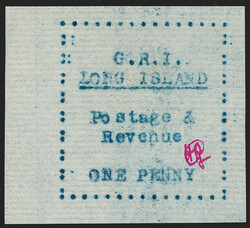 G.R.I.
LONG ISLAND
Postage &
Revenue
ONE PENNY